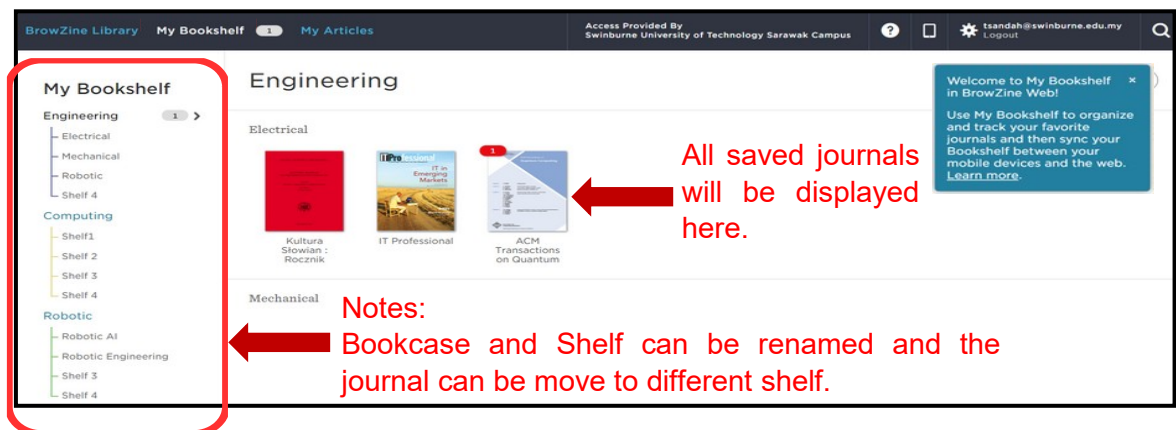 BrowZine Library My Bookshelf 1 My Articles
Access Provided By
Swinburne University of Technology Sarawak Campus
?
tsandah@swinburne.edu.my
Logout
My Bookshelf
Engineering 1 >
Electrical
Mechanical
Robotic
Shelf 4
Computing
Shelf1
Shelf 2
Shelf 3
Shelf 4
Robotic
Robotic AI
Robotic Engineering
Shelf 3
Shelf 4
Engineering
Electrical
ITProfessional
IT in
Emerging
Markets
1
Kultura
Słowian :
Rocznik
IT Professional
ACM
Transactions
on Quantum
All saved journals
will be displayed
here.
Welcome to My Bookshelf ×
in BrowZine Web!
Use My Bookshelf to organize
and track your favorite
journals and then sync your
Bookshelf between your
mobile devices and the web.
Learn more.
Mechanical
Notes:
Bookcase and Shelf can be renamed and the
journal can be move to different shelf.